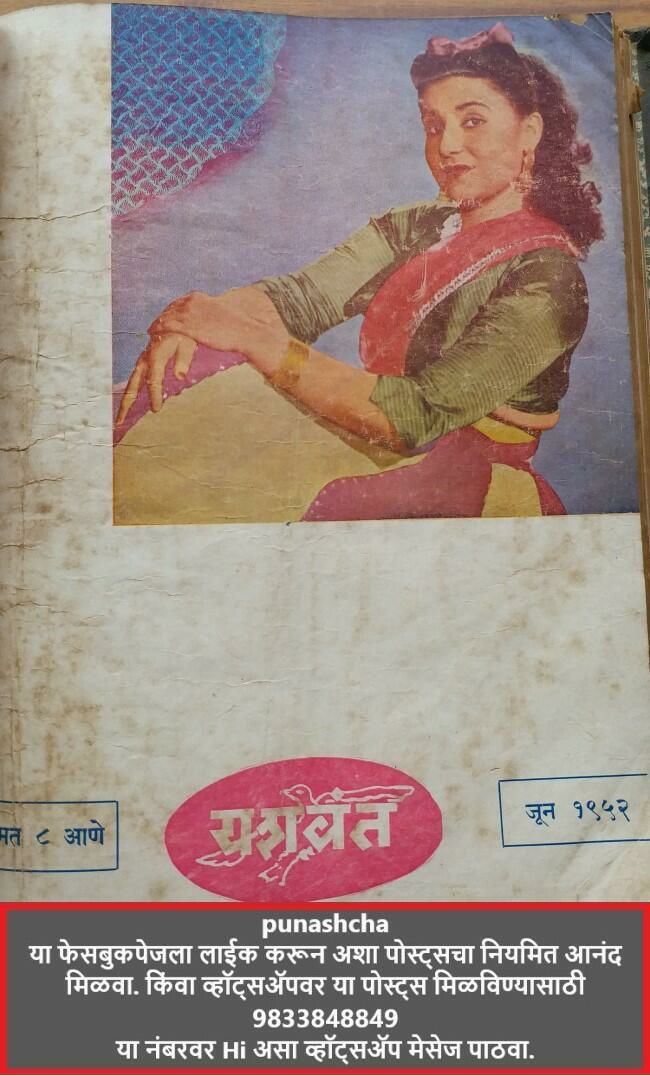 मत ८ आणे
यशवंत
जून १९५२
punashcha
या फेसबुकपेजला लाईक करून अशा पोस्ट्सचा नियमित आनंद
मिळवा. किंवा व्हॉट्सॲपवर या पोस्ट्स मिळविण्यासाठी
9833848849
या नंबरवर Hi असा व्हॉट्सॲप मेसेज पाठवा.